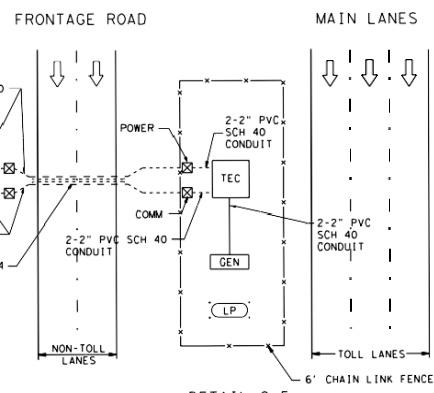 FRONTAGE ROAD
MAIN LANES
POWER
2-2" PVC
SCH 40
CONDUIT
TEC
COMM
2-2" PVC SCH 40
CONDUIT
2-2" PVC
SCH 40
CONDUIT
GEN
LP
NON-TOLL
LANES
TOLL LANES
6' CHAIN LINK FENCE